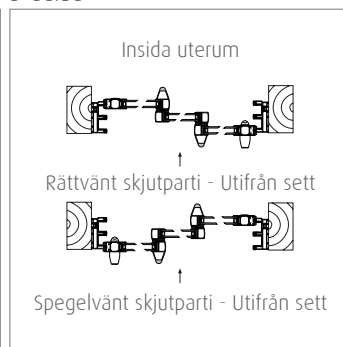 Insida uterum
Rättvänt skjutparti - Utifrån sett
Spegelvänt skjutparti - Utifrån sett